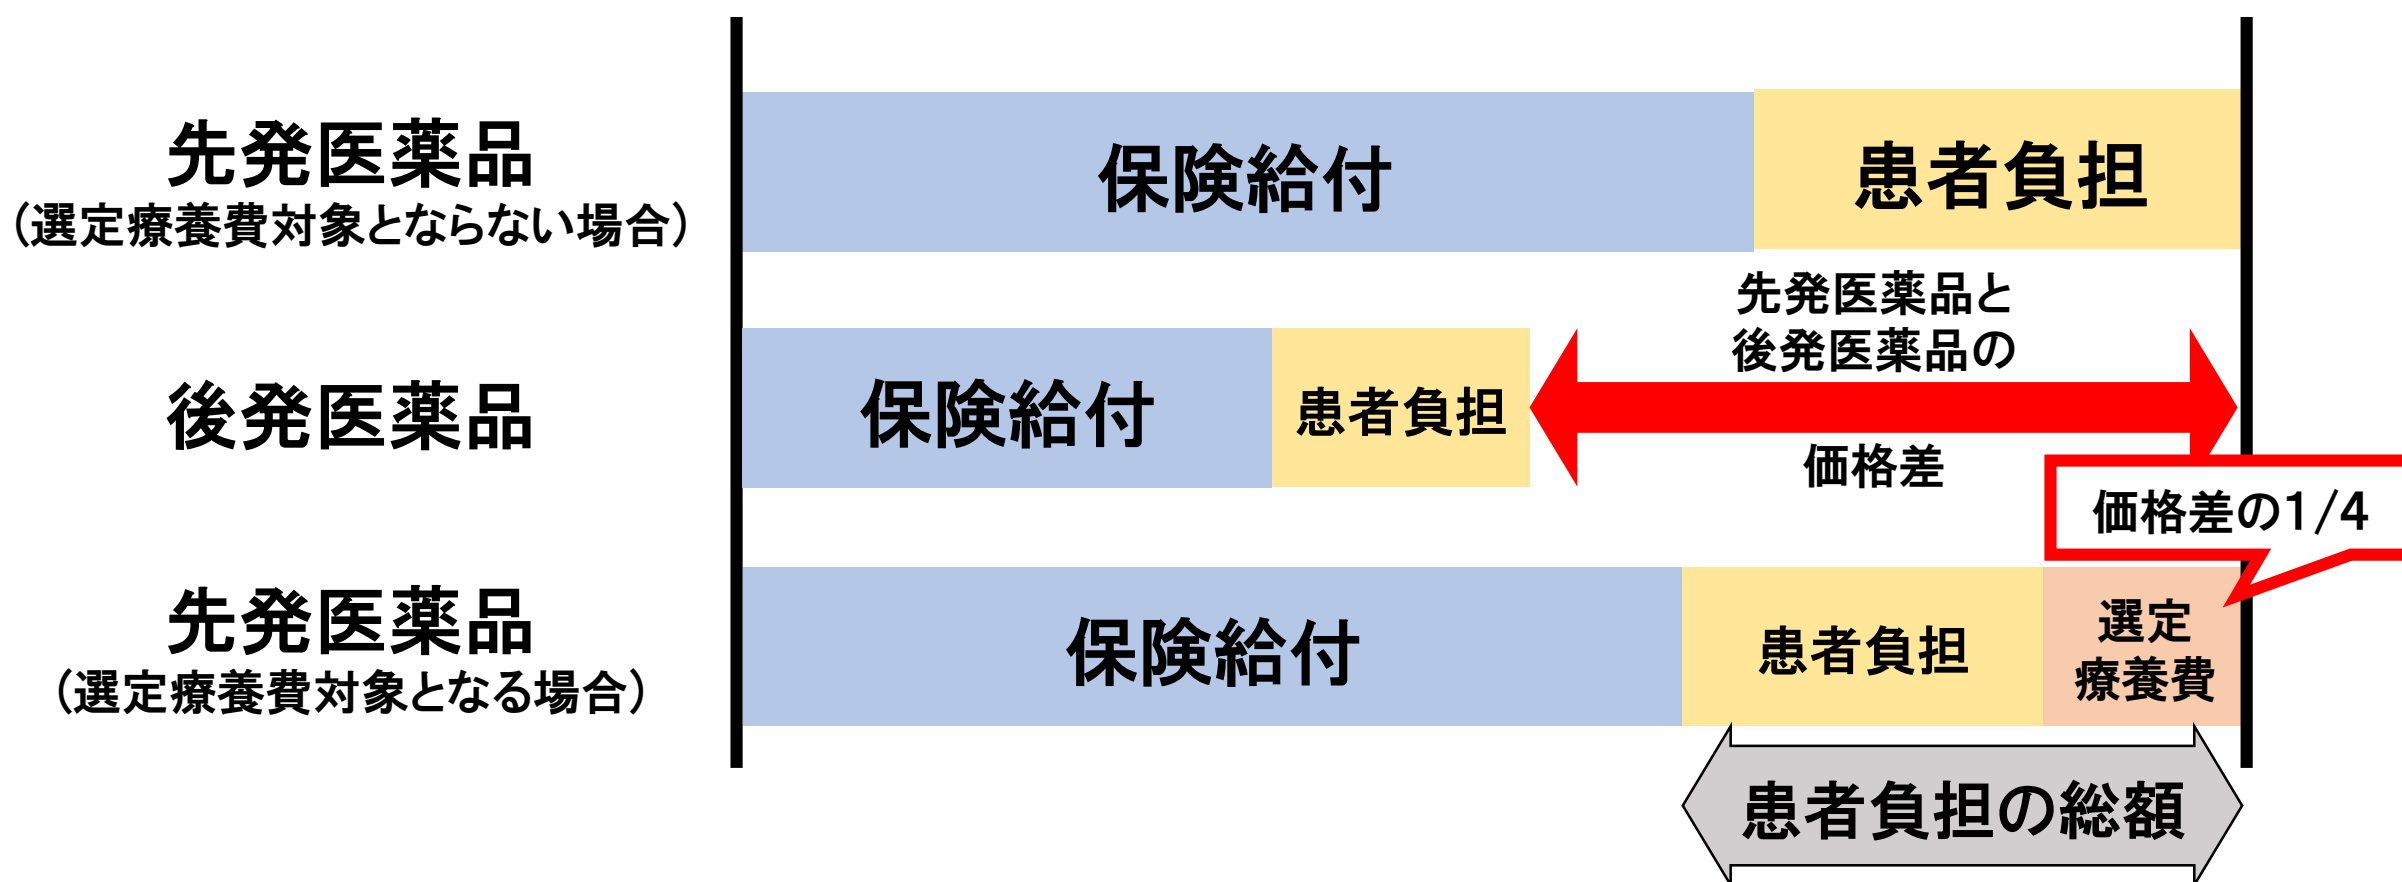 先発医薬品
（選定療養費対象とならない場合）
保険給付
患者負担
先発医薬品と
後発医薬品の
価格差
後発医薬品
保険給付
患者負担
価格差の1/4
先発医薬品
（選定療養費対象となる場合）
保険給付
患者負担
選定
療養費
患者負担の総額